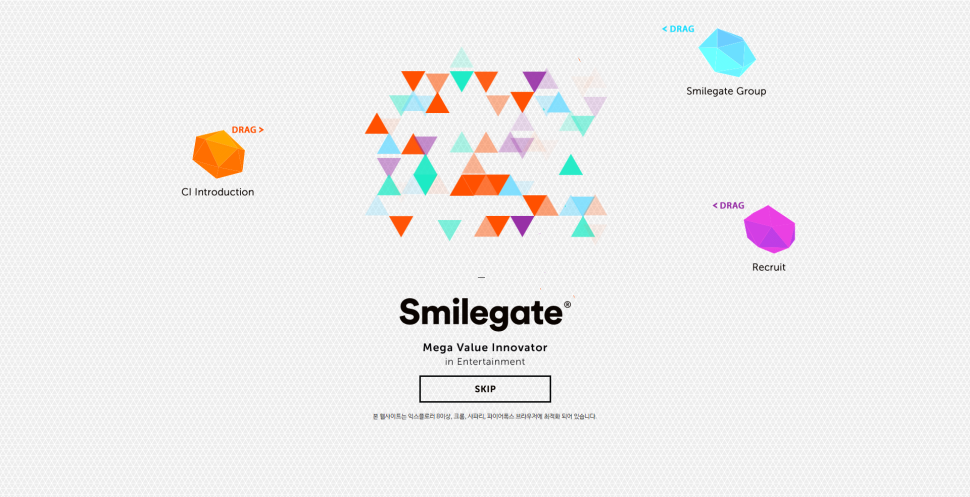 < DRAG
Smilegate Group
DRAG >
CI Introduction
< DRAG
Recruit
Smilegate®
Mega Value Innovator
in Entertainment
SKIP
본 웹사이트는 익스플로러 8이상, 크롬, 사파리, 파이어폭스 브라우저에 최적화 되어 있습니다.